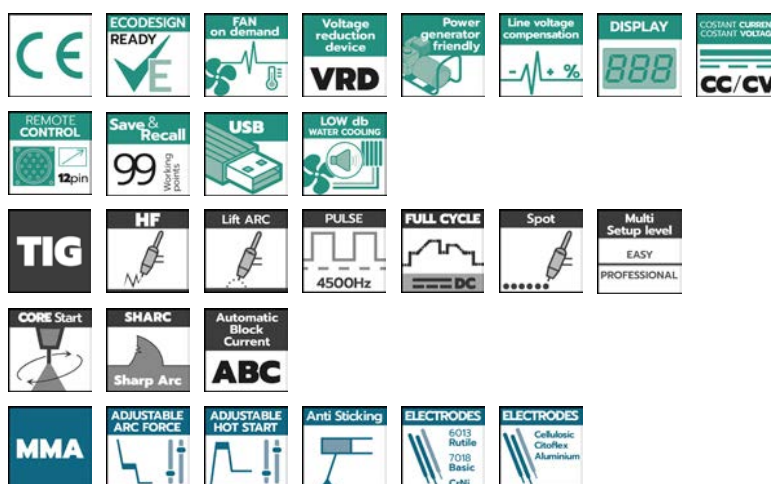 CE
ECODESIGN
READY
E
FAN
on demand
Voltage
reduction
device
VRD
Power
generator
friendly
Line voltage
compensation
- + %
DISPLAY
888
COSTANT CURREN
COSTANT VOLTAG
CC/CV
REMOTE
CONTROL
12pin
Save &
Recall
99
Working
points
USB
LOW db
WATER COOLING
TIG
HF
Lift ARC
PULSE
4500Hz
FULL CYCLE
DC
Spot
Multi
Setup level
EASY
PROFESSIONAL
CORE Start
SHARC
Sharp Arc
Automatic
Block
Current
ABC
MMA
ADJUSTABLE
ARC FORCE
ADJUSTABLE
HOT START
Anti Sticking
ELECTRODES
6013
Rutile
7018
Basic
CrNi
ELECTRODES
Cellulosic
Citoflex
Aluminium